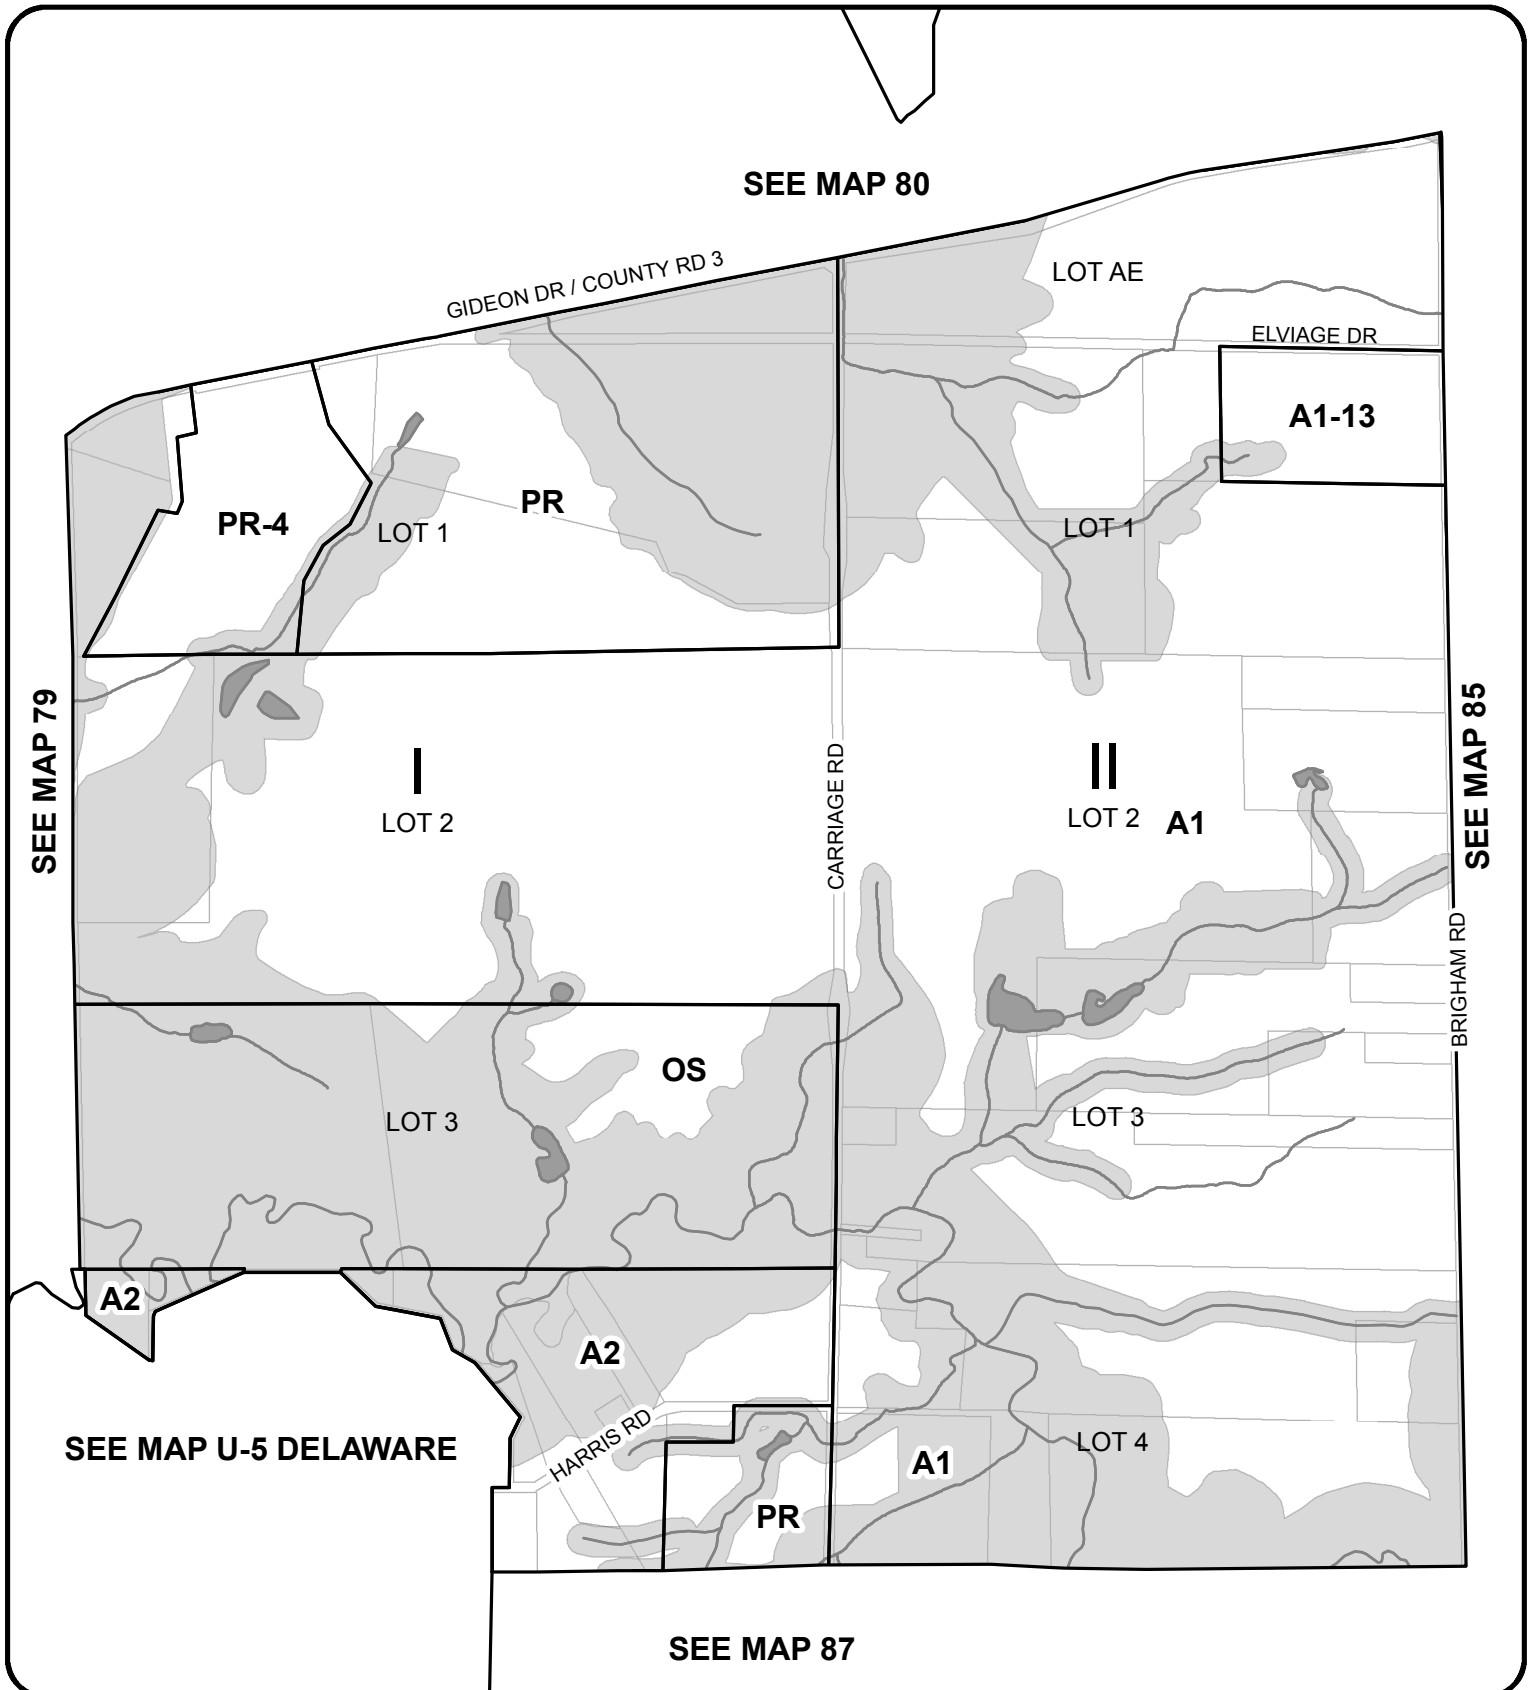 SEE MAP 80
GIDEON DR / COUNTY RD 3
LOT AE
ELVIAGE DR
A1-13
PR-4
LOT 1
PR
LOT 1
SEE MAP 79
I
LOT 2
CARRIAGE RD
II
LOT 2
A1
SEE MAP 85
BRIGHAM RD
OS
LOT 3
LOT 3
A2
A2
SEE MAP U-5 DELAWARE
HARRIS RD
A1
LOT 4
PR
SEE MAP 87